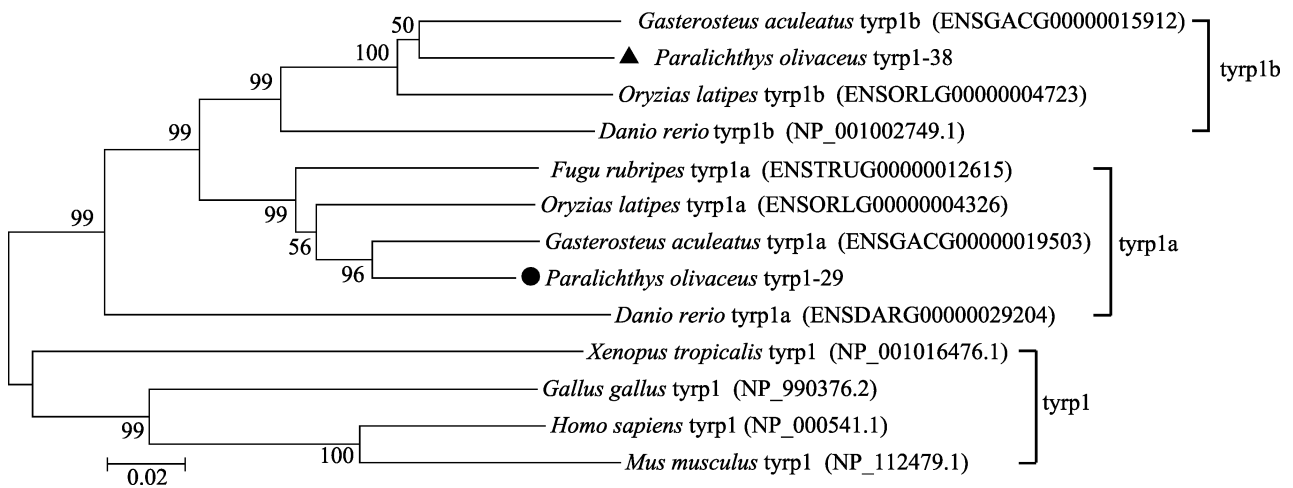 50
Gasterosteus aculeatus tyrp1b (ENSGACG00000015912)
100
Paralichthys olivaceus tyrp1-38
tyrp1b
99
Oryzias latipes tyrp1b (ENSORLG00000004723)
99
Danio rerio tyrp1b (NP_001002749.1)
Fugu rubripes tyrp1a (ENSTRUG00000012615)
99
99
Oryzias latipes tyrp1a (ENSORLG00000004326)
56
Gasterosteus aculeatus tyrp1a (ENSGACG00000019503)
tyrp1a
96
Paralichthys olivaceus tyrp1-29
Danio rerio tyrp1a (ENSDARG00000029204)
Xenopus tropicalis tyrp1 (NP_001016476.1)
Gallus gallus tyrp1 (NP_990376.2)
tyrp1
99
Homo sapiens tyrp1 (NP_000541.1)
100
Mus musculus tyrp1 (NP_112479.1)
0.02